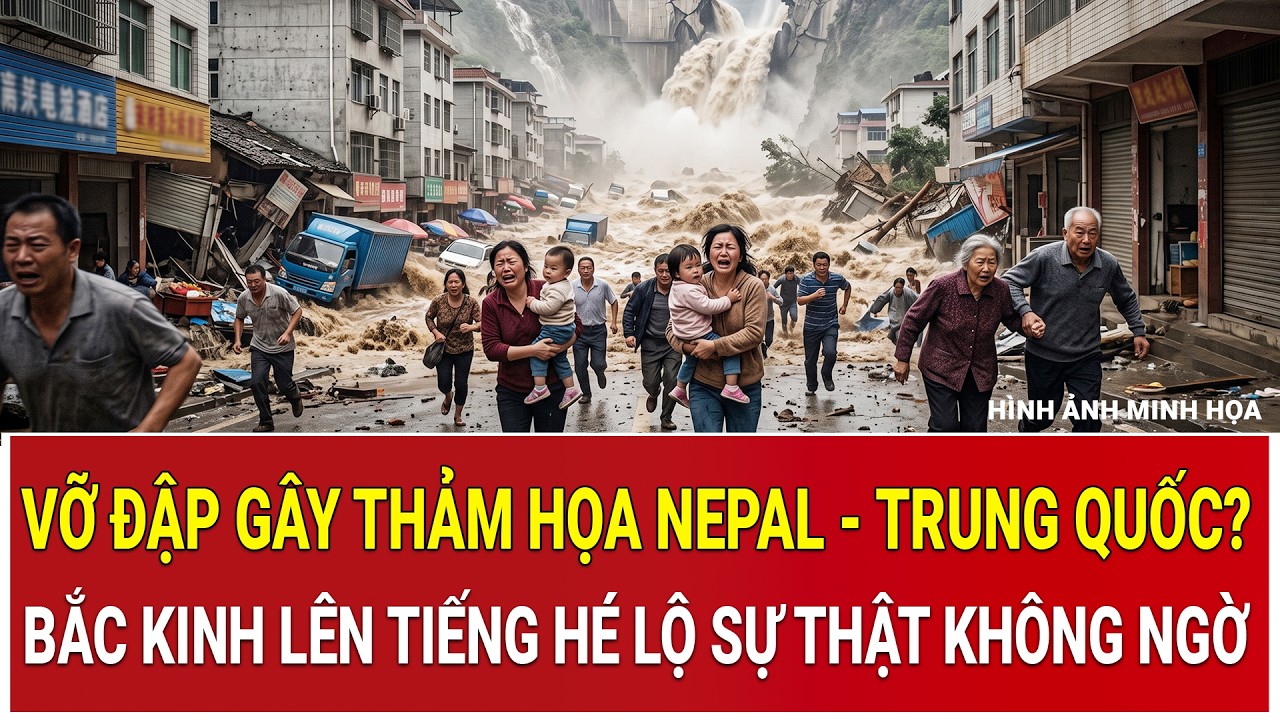 HÌNH ẢNH MINH HỌA
VỠ ĐẬP GÂY THẢM HỌA NEPAL - TRUNG QUỐC?
BẮC KINH LÊN TIẾNG HÉ LỘ SỰ THẬT KHÔNG NGỜ